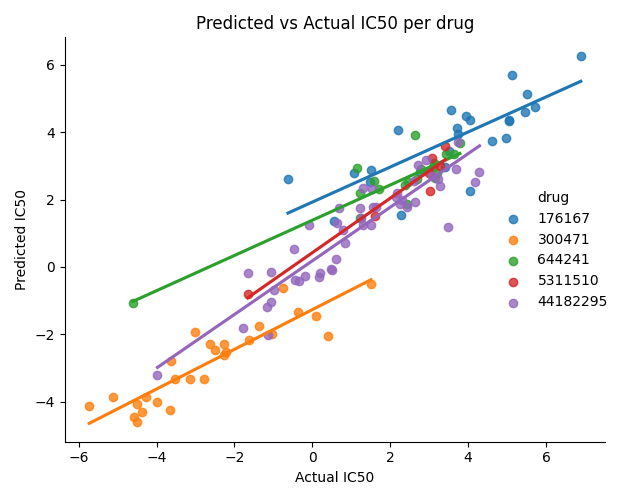 Predicted vs Actual IC50 per drug
6
4
2
0
−2
−4
Predicted IC50
drug
176167
300471
644241
5311510
44182295
−6 −4 −2 0 2 4 6
Actual IC50